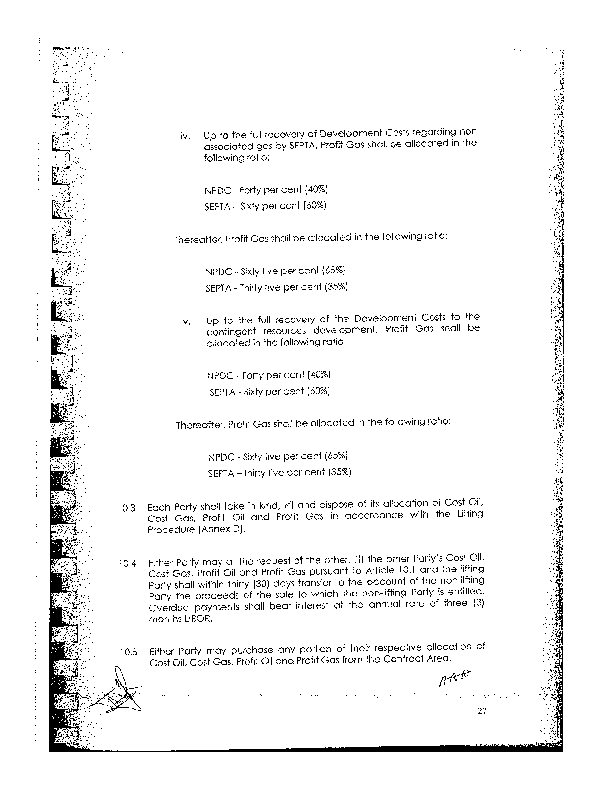 iv. Up to the full recovery of Development Costs regarding non
associated gas by SEPTA, Profit Gas shall be allocated in the
following ratio:
NPDC - Forty per cent (40%)
SEPTA - Sixty per cent (60%)
Thereafter, Profit Gas shall be allocated in the following ratio:
NPDC - Sixty five per cent (65%)
SEPTA - Thirty five per cent (35%)
v. Up to the full recovery of the Development Costs to the
contingent resources development, Profit Gas shall be
allocated in the following ratio
NPDC - Forty per cent (40%)
SEPTA - Sixty per cent (60%)
Thereafter, Profit Gas shall be allocated in the following ratio:
NPDC - Sixty five per cent (65%)
SEPTA – Thirty five per cent (35%)
10.3 Each Party shall take in kind, lift and dispose of its allocation of Cost Oil,
Cost Gas, Profit Oil and Profit Gas in accordance with the Lifting
Procedure (Annex D).
10.4 Either Party may at the request of the other, lift the other Party's Cost Oil,
Cost Gas, Profit Oil and Profit Gas pursuant to Article 10.1 and the lifting
Party shall within thirty (30) days transfer to the account of the non-lifting
Party the proceeds of the sale to which the non-lifting Party is entitled.
Overdue payments shall bear interest at the annual rate of three (3)
months LIBOR.
10.5 Either Party may purchase any portion of their respective allocation of
Cost Oil, Cost Gas, Profit Oil and Profit Gas from the Contract Area.